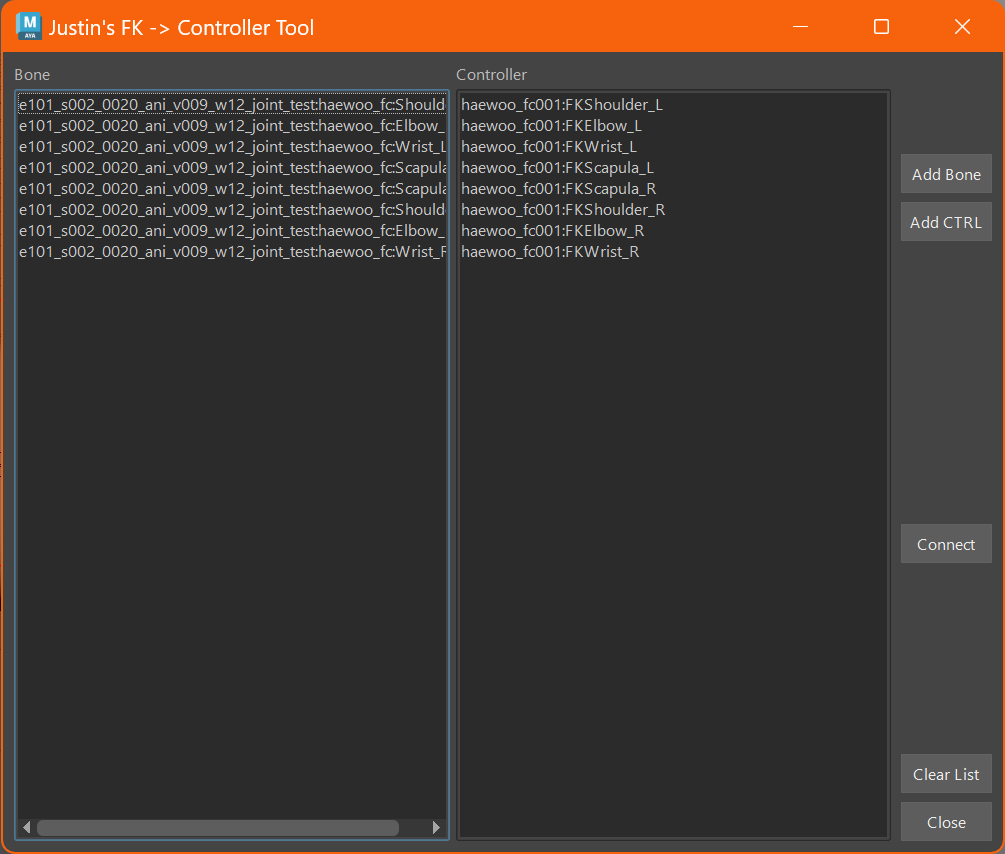 M
AYA
Justin's FK -> Controller Tool
Bone
Controller
e101_s002_0020_ani_v009_w12_joint_test:haewoo_fc:Should
haewoo_fc001:FKShoulder_L
e101_s002_0020_ani_v009_w12_joint_test:haewoo_fc:Elbow_
haewoo_fc001:FKElbow_L
e101_s002_0020_ani_v009_w12_joint_test:haewoo_fc:Wrist_L
haewoo_fc001:FKWrist_L
e101_s002_0020_ani_v009_w12_joint_test:haewoo_fc:Scapula
haewoo_fc001:FKScapula_L
e101_s002_0020_ani_v009_w12_joint_test:haewoo_fc:Scapula
haewoo_fc001:FKScapula_R
e101_s002_0020_ani_v009_w12_joint_test:haewoo_fc:Should
haewoo_fc001:FKShoulder_R
e101_s002_0020_ani_v009_w12_joint_test:haewoo_fc:Elbow_
haewoo_fc001:FKElbow_R
e101_s002_0020_ani_v009_w12_joint_test:haewoo_fc:Wrist_R
haewoo_fc001:FKWrist_R
Add Bone
Add CTRL
Connect
Clear List
Close